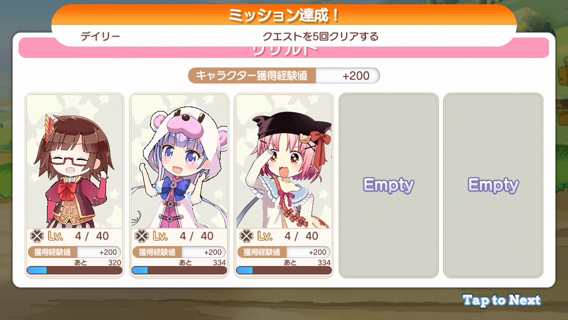 ミッション達成！
デイリー
クエストを5回クリアする
リザルト
キャラクター獲得経験値 +200
Lv. 4 / 40
獲得経験値 +200
あと 320
Lv. 4 / 40
獲得経験値 +200
あと 334
Lv. 4 / 40
獲得経験値 +200
あと 334
Empty
Empty
Tap to Next